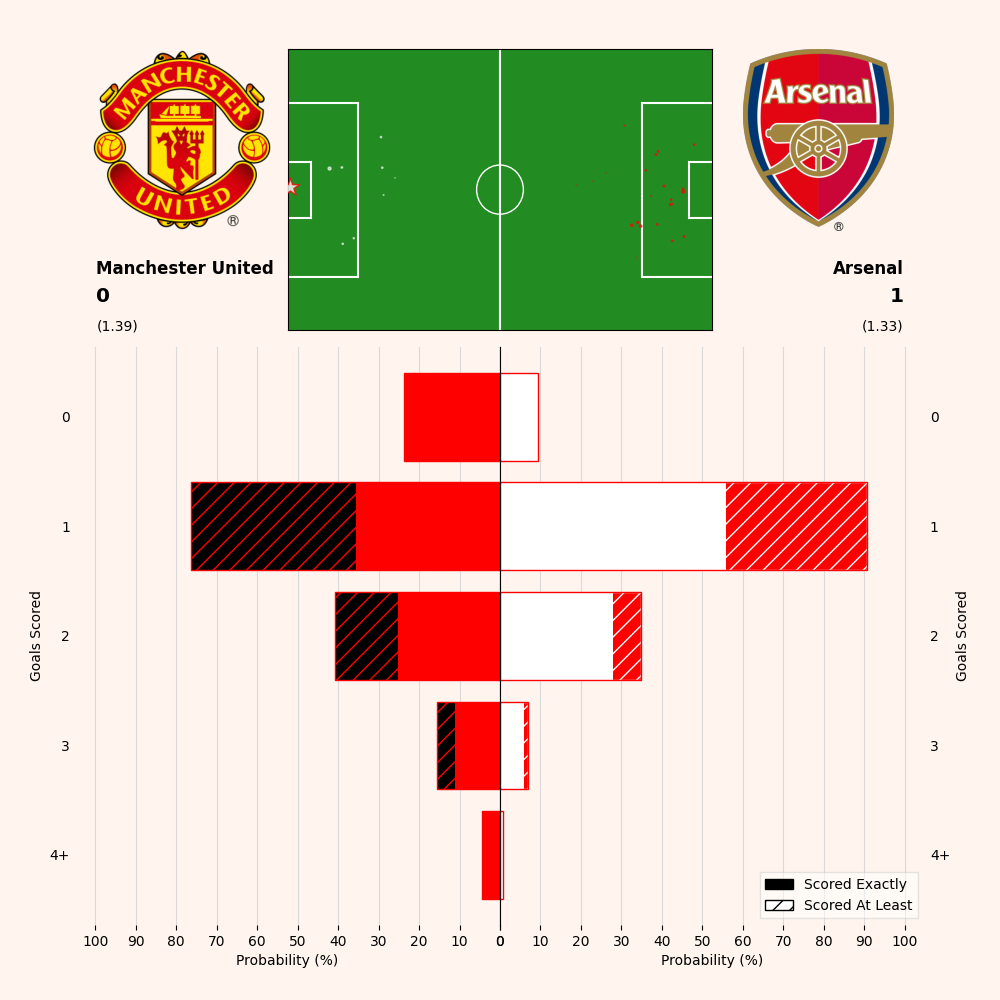 MANCHESTER
UNITED
®
Arsenal
®
Manchester United
0
(1.39)
Arsenal
1
(1.33)
0
1
2
3
4+
Goals Scored
0
1
2
3
4+
Goals Scored
Scored Exactly
Scored At Least
100 90 80 70 60 50 40 30 20 10 0 10 20 30 40 50 60 70 80 90 100
Probability (%)
Probability (%)